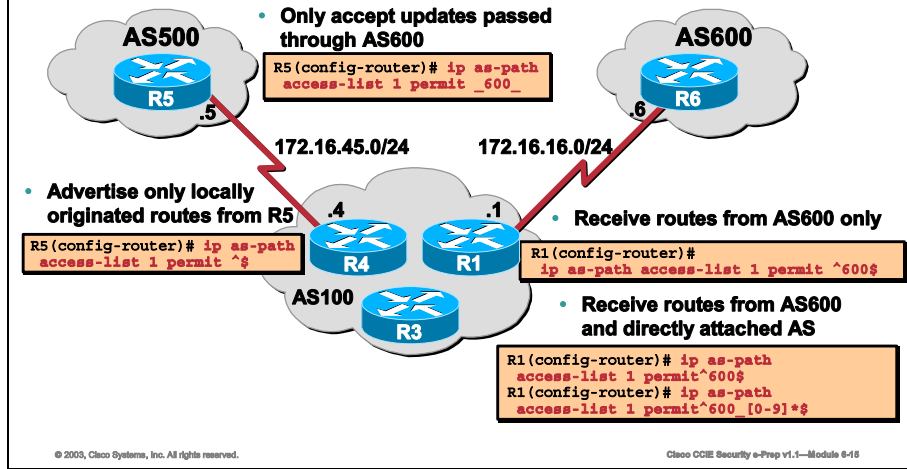 AS500
• Only accept updates passed
through AS600
R5(config-router)# ip as-path
access-list 1 permit _600_
AS600
R5
.5
R6
.6
172.16.45.0/24
172.16.16.0/24
• Advertise only locally
originated routes from R5
R5(config-router)# ip as-path
access-list 1 permit ^$
.4
.1
R4
R1
AS100
R3
• Receive routes from AS600 only
R1(config-router)#
ip as-path access-list 1 permit ^600$
• Receive routes from AS600
and directly attached AS
R1(config-router)# ip as-path
access-list 1 permit^600$
R1(config-router)# ip as-path
access-list 1 permit^600_[0-9]*$
© 2003, Cisco Systems, Inc. All rights reserved.
Cisco CCIE Security e-Prep v1.1—Module 6-15